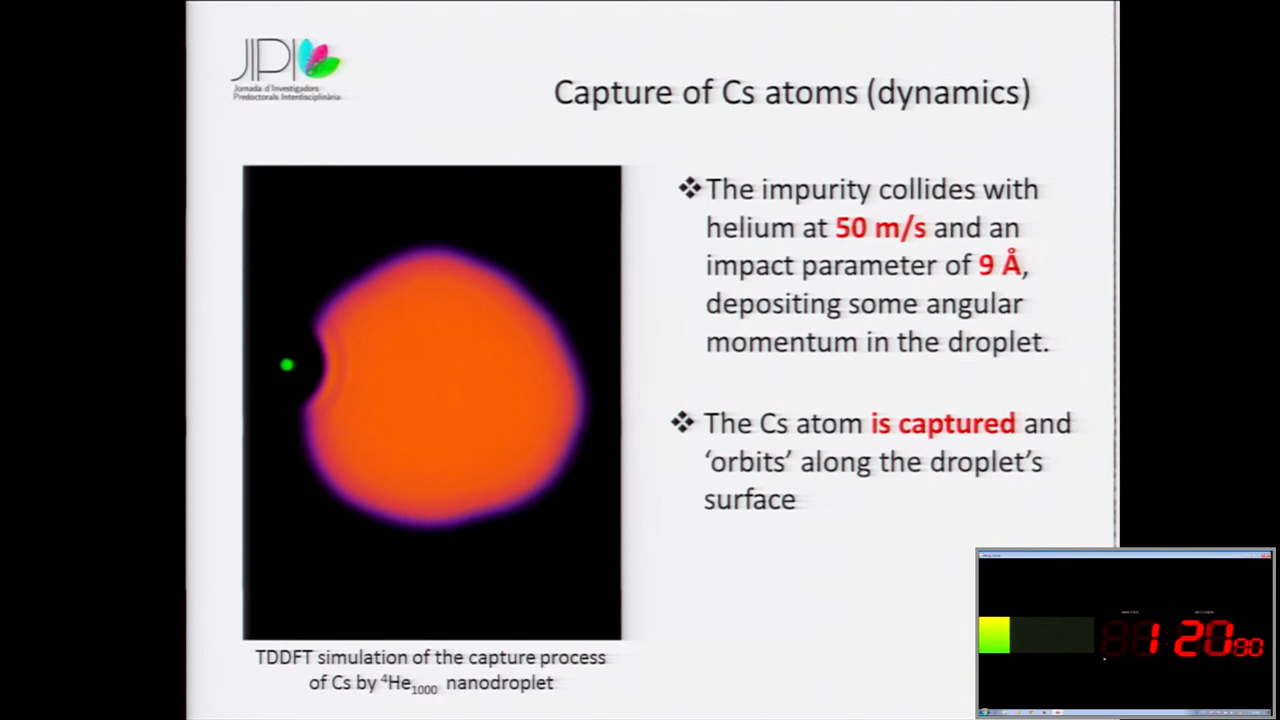 JIPI
Jornada d'Investigadors
Predoctorals Interdisciplinària
Capture of Cs atoms (dynamics)
❖ The impurity collides with
helium at 50 m/s and an
impact parameter of 9 Å,
depositing some angular
momentum in the droplet.
❖ The Cs atom is captured and
‘orbits’ along the droplet’s
surface
TDDFT simulation of the capture process
of Cs by ⁴He₁₀₀₀ nanodroplet
1 20 80